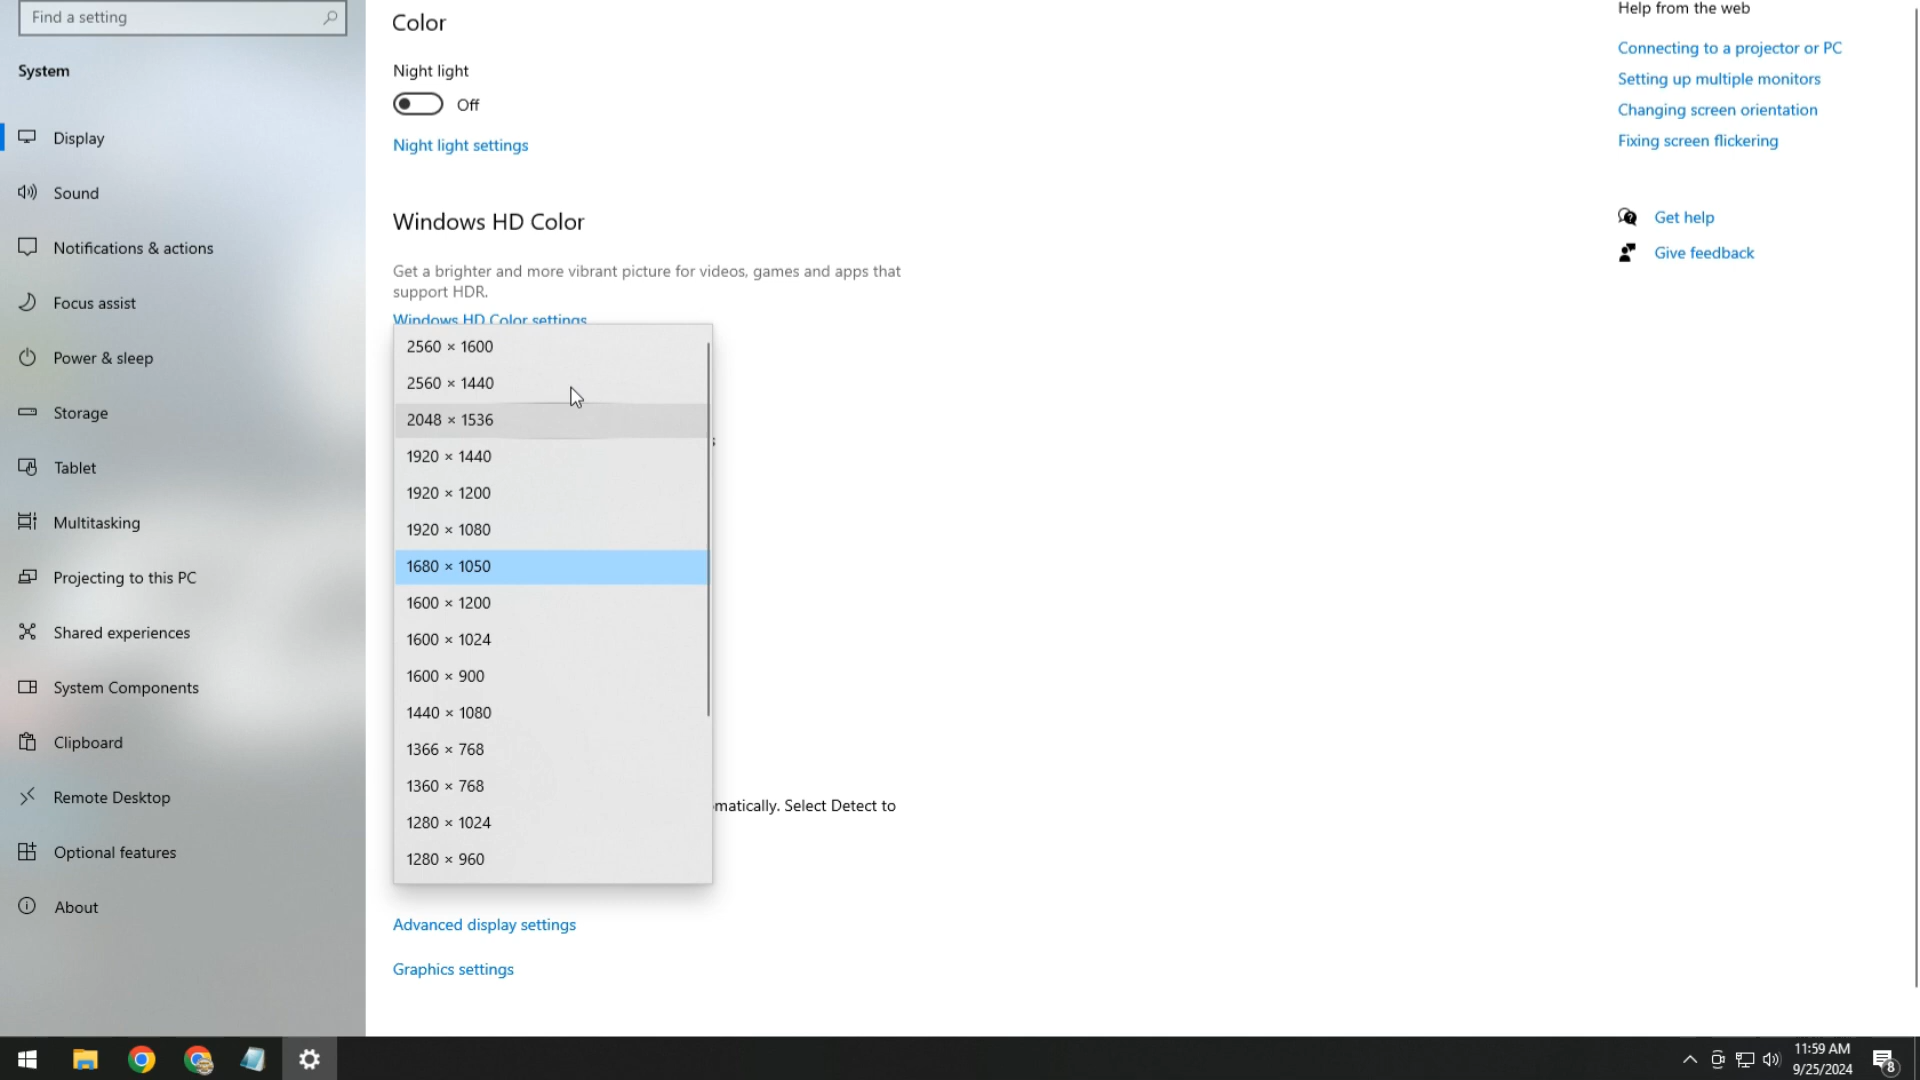 Find a setting
System
Display
Sound
Notifications & actions
Focus assist
Power & sleep
Storage
Tablet
Multitasking
Projecting to this PC
Shared experiences
System Components
Clipboard
Remote Desktop
Optional features
About
Color
Night light
Off
Night light settings
Windows HD Color
Get a brighter and more vibrant picture for videos, games and apps that
support HDR.
Windows HD Color settings
2560 × 1600
2560 × 1440
2048 × 1536
1920 × 1440
1920 × 1200
1920 × 1080
1680 × 1050
1600 × 1200
1600 × 1024
1600 × 900
1440 × 1080
1366 × 768
1360 × 768
1280 × 1024
1280 × 960
matically. Select Detect to
Advanced display settings
Graphics settings
Help from the web
Connecting to a projector or PC
Setting up multiple monitors
Changing screen orientation
Fixing screen flickering
Get help
Give feedback
11:59 AM
9/25/2024
8